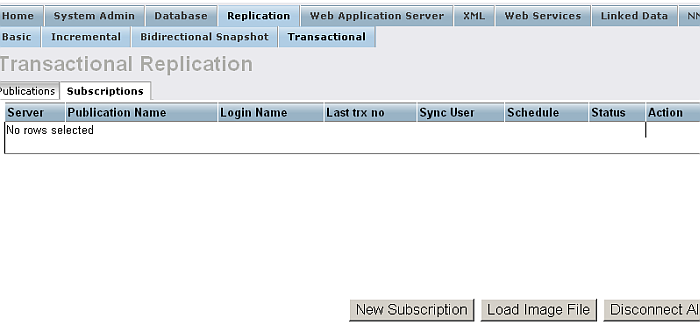 Home System Admin Database Replication Web Application Server XML Web Services Linked Data
Basic Incremental Bidirectional Snapshot Transactional
Transactional Replication
Publications Subscriptions
Server Publication Name Login Name Last trx no Sync User Schedule Status Action
No rows selected
New Subscription Load Image File Disconnect Al